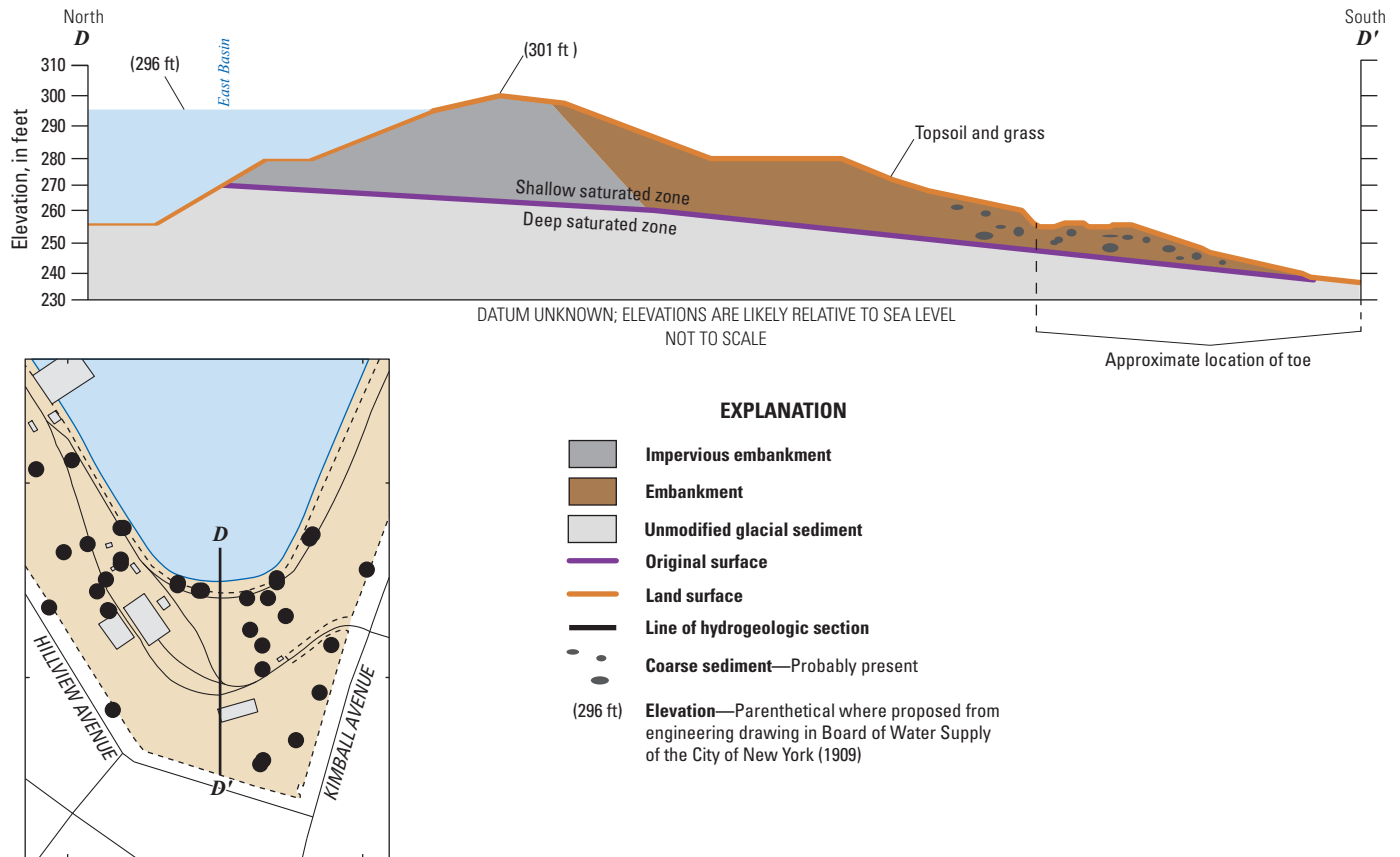 North
D
South
D'
(296 ft)
East Basin
(301 ft )
Elevation, in feet
310
300
290
280
270
260
250
240
230
Topsoil and grass
Shallow saturated zone
Deep saturated zone
DATUM UNKNOWN; ELEVATIONS ARE LIKELY RELATIVE TO SEA LEVEL
NOT TO SCALE
Approximate location of toe
D
D'
HILLVIEW AVENUE
KIMBALL AVENUE
EXPLANATION
Impervious embankment
Embankment
Unmodified glacial sediment
Original surface
Land surface
Line of hydrogeologic section
Coarse sediment—Probably present
(296 ft) Elevation—Parenthetical where proposed from
engineering drawing in Board of Water Supply
of the City of New York (1909)